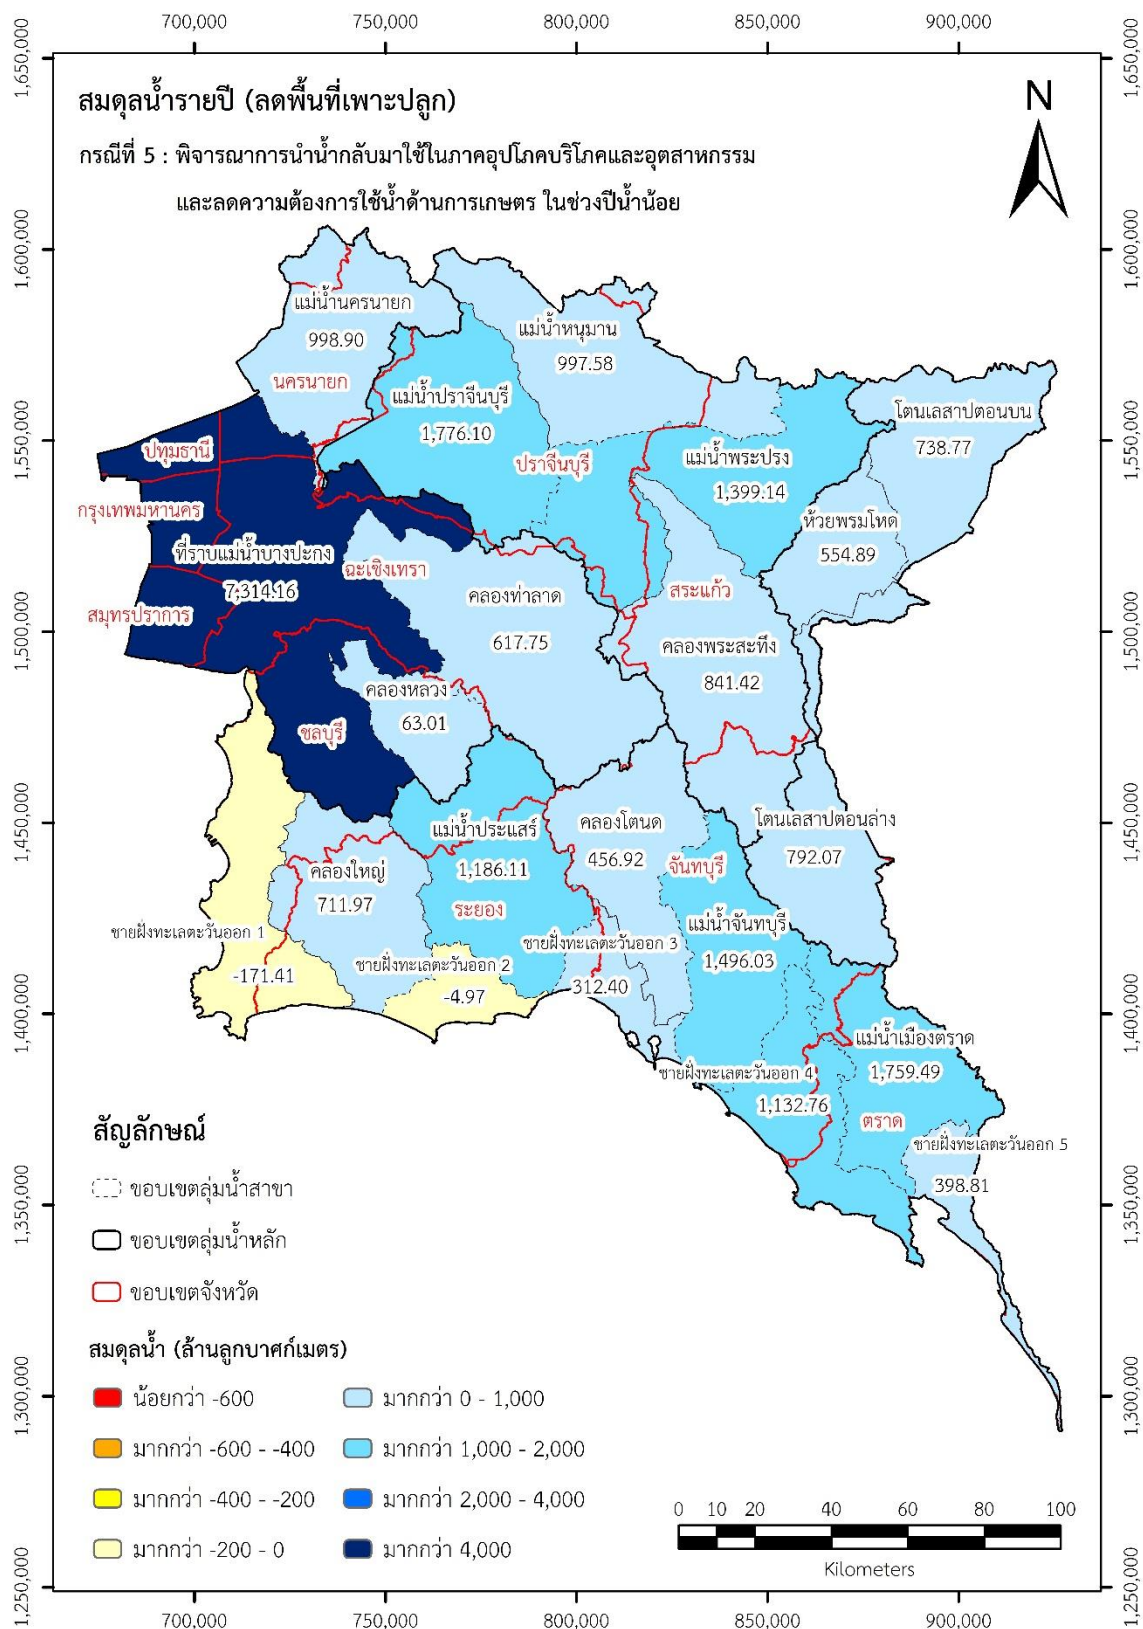 700,000 750,000 800,000 850,000 900,000
1,650,000 1,650,000
สมดุลน้ำรายปี (ลดพื้นที่เพาะปลูก)
N
กรณีที่ 5 : พิจารณาการนำน้ำกลับมาใช้ในภาคอุปโภคบริโภคและอุตสาหกรรม
และลดความต้องการใช้น้ำด้านการเกษตร ในช่วงปีน้ำน้อย
1,600,000 1,600,000
แม่น้ำนครนายก
998.90
นครนายก
แม่น้ำหนุมาน
997.58
แม่น้ำปราจีนบุรี
1,776.10
โตนเลสาปตอนบน
738.77
1,550,000 1,550,000
ปทุมธานี
ปราจีนบุรี
แม่น้ำพระปรง
1,399.14
กรุงเทพมหานคร
ห้วยพรมโหด
554.89
ที่ราบแม่น้ำบางปะกง
7,314.16
ฉะเชิงเทรา
สมุทรปราการ
คลองท่าลาด
617.75
สระแก้ว
1,500,000 1,500,000
คลองพระสะทึง
841.42
คลองหลวง
63.01
ชลบุรี
1,450,000 1,450,000
แม่น้ำประแสร์
1,186.11
คลองโตนด
456.92
โตนเลสาปตอนล่าง
792.07
คลองใหญ่
711.97
จันทบุรี
ระยอง
แม่น้ำจันทบุรี
1,496.03
ชายฝั่งทะเลตะวันออก 1
-171.41
ชายฝั่งทะเลตะวันออก 2
-4.97
ชายฝั่งทะเลตะวันออก 3
312.40
1,400,000 1,400,000
แม่น้ำเมืองตราด
1,759.49
ชายฝั่งทะเลตะวันออก 4
1,132.76
ตราด
ชายฝั่งทะเลตะวันออก 5
398.81
1,350,000 1,350,000
สัญลักษณ์
ขอบเขตลุ่มน้ำสาขา
ขอบเขตลุ่มน้ำหลัก
ขอบเขตจังหวัด
สมดุลน้ำ (ล้านลูกบาศก์เมตร)
1,300,000 1,300,000
น้อยกว่า -600
มากกว่า -600 - -400
มากกว่า -400 - -200
มากกว่า -200 - 0
มากกว่า 0 - 1,000
มากกว่า 1,000 - 2,000
มากกว่า 2,000 - 4,000
มากกว่า 4,000
0 10 20 40 60 80 100
Kilometers
1,250,000 1,250,000
700,000 750,000 800,000 850,000 900,000